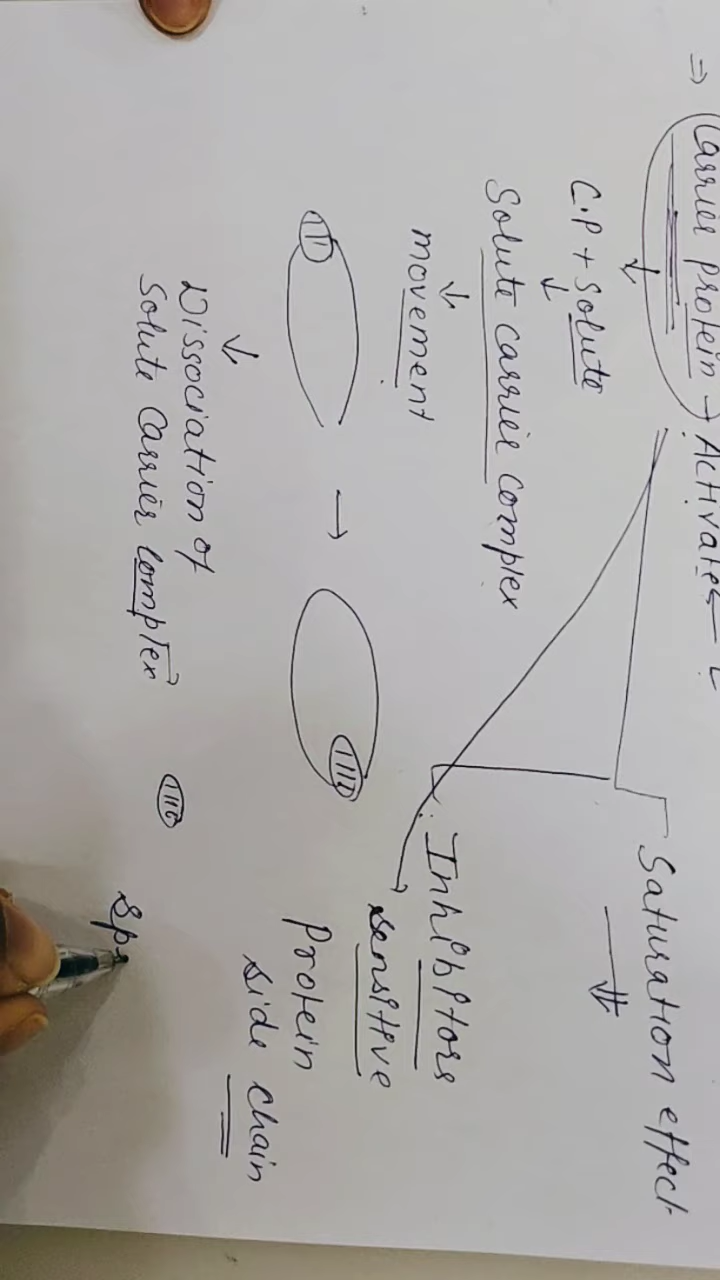 ⇒ Carrier protein → Activates –
↓
C.P + Solute
↓
Solute carrier complex
↓
movement
→
↓
Dissociation of
Solute carrier complex
Saturation effect
Inhibitors
sensitive
protein
side chain
sp